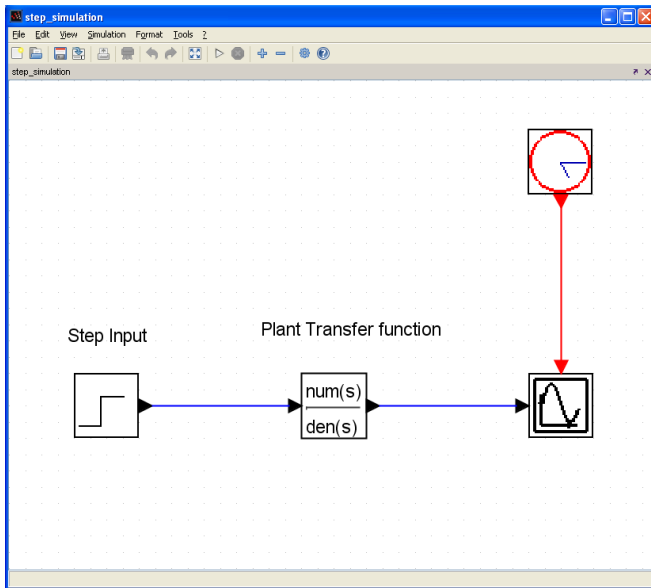 step_simulation
File Edit View Simulation Format Tools ?
step_simulation
Step Input
Plant Transfer function
num(s)
den(s)